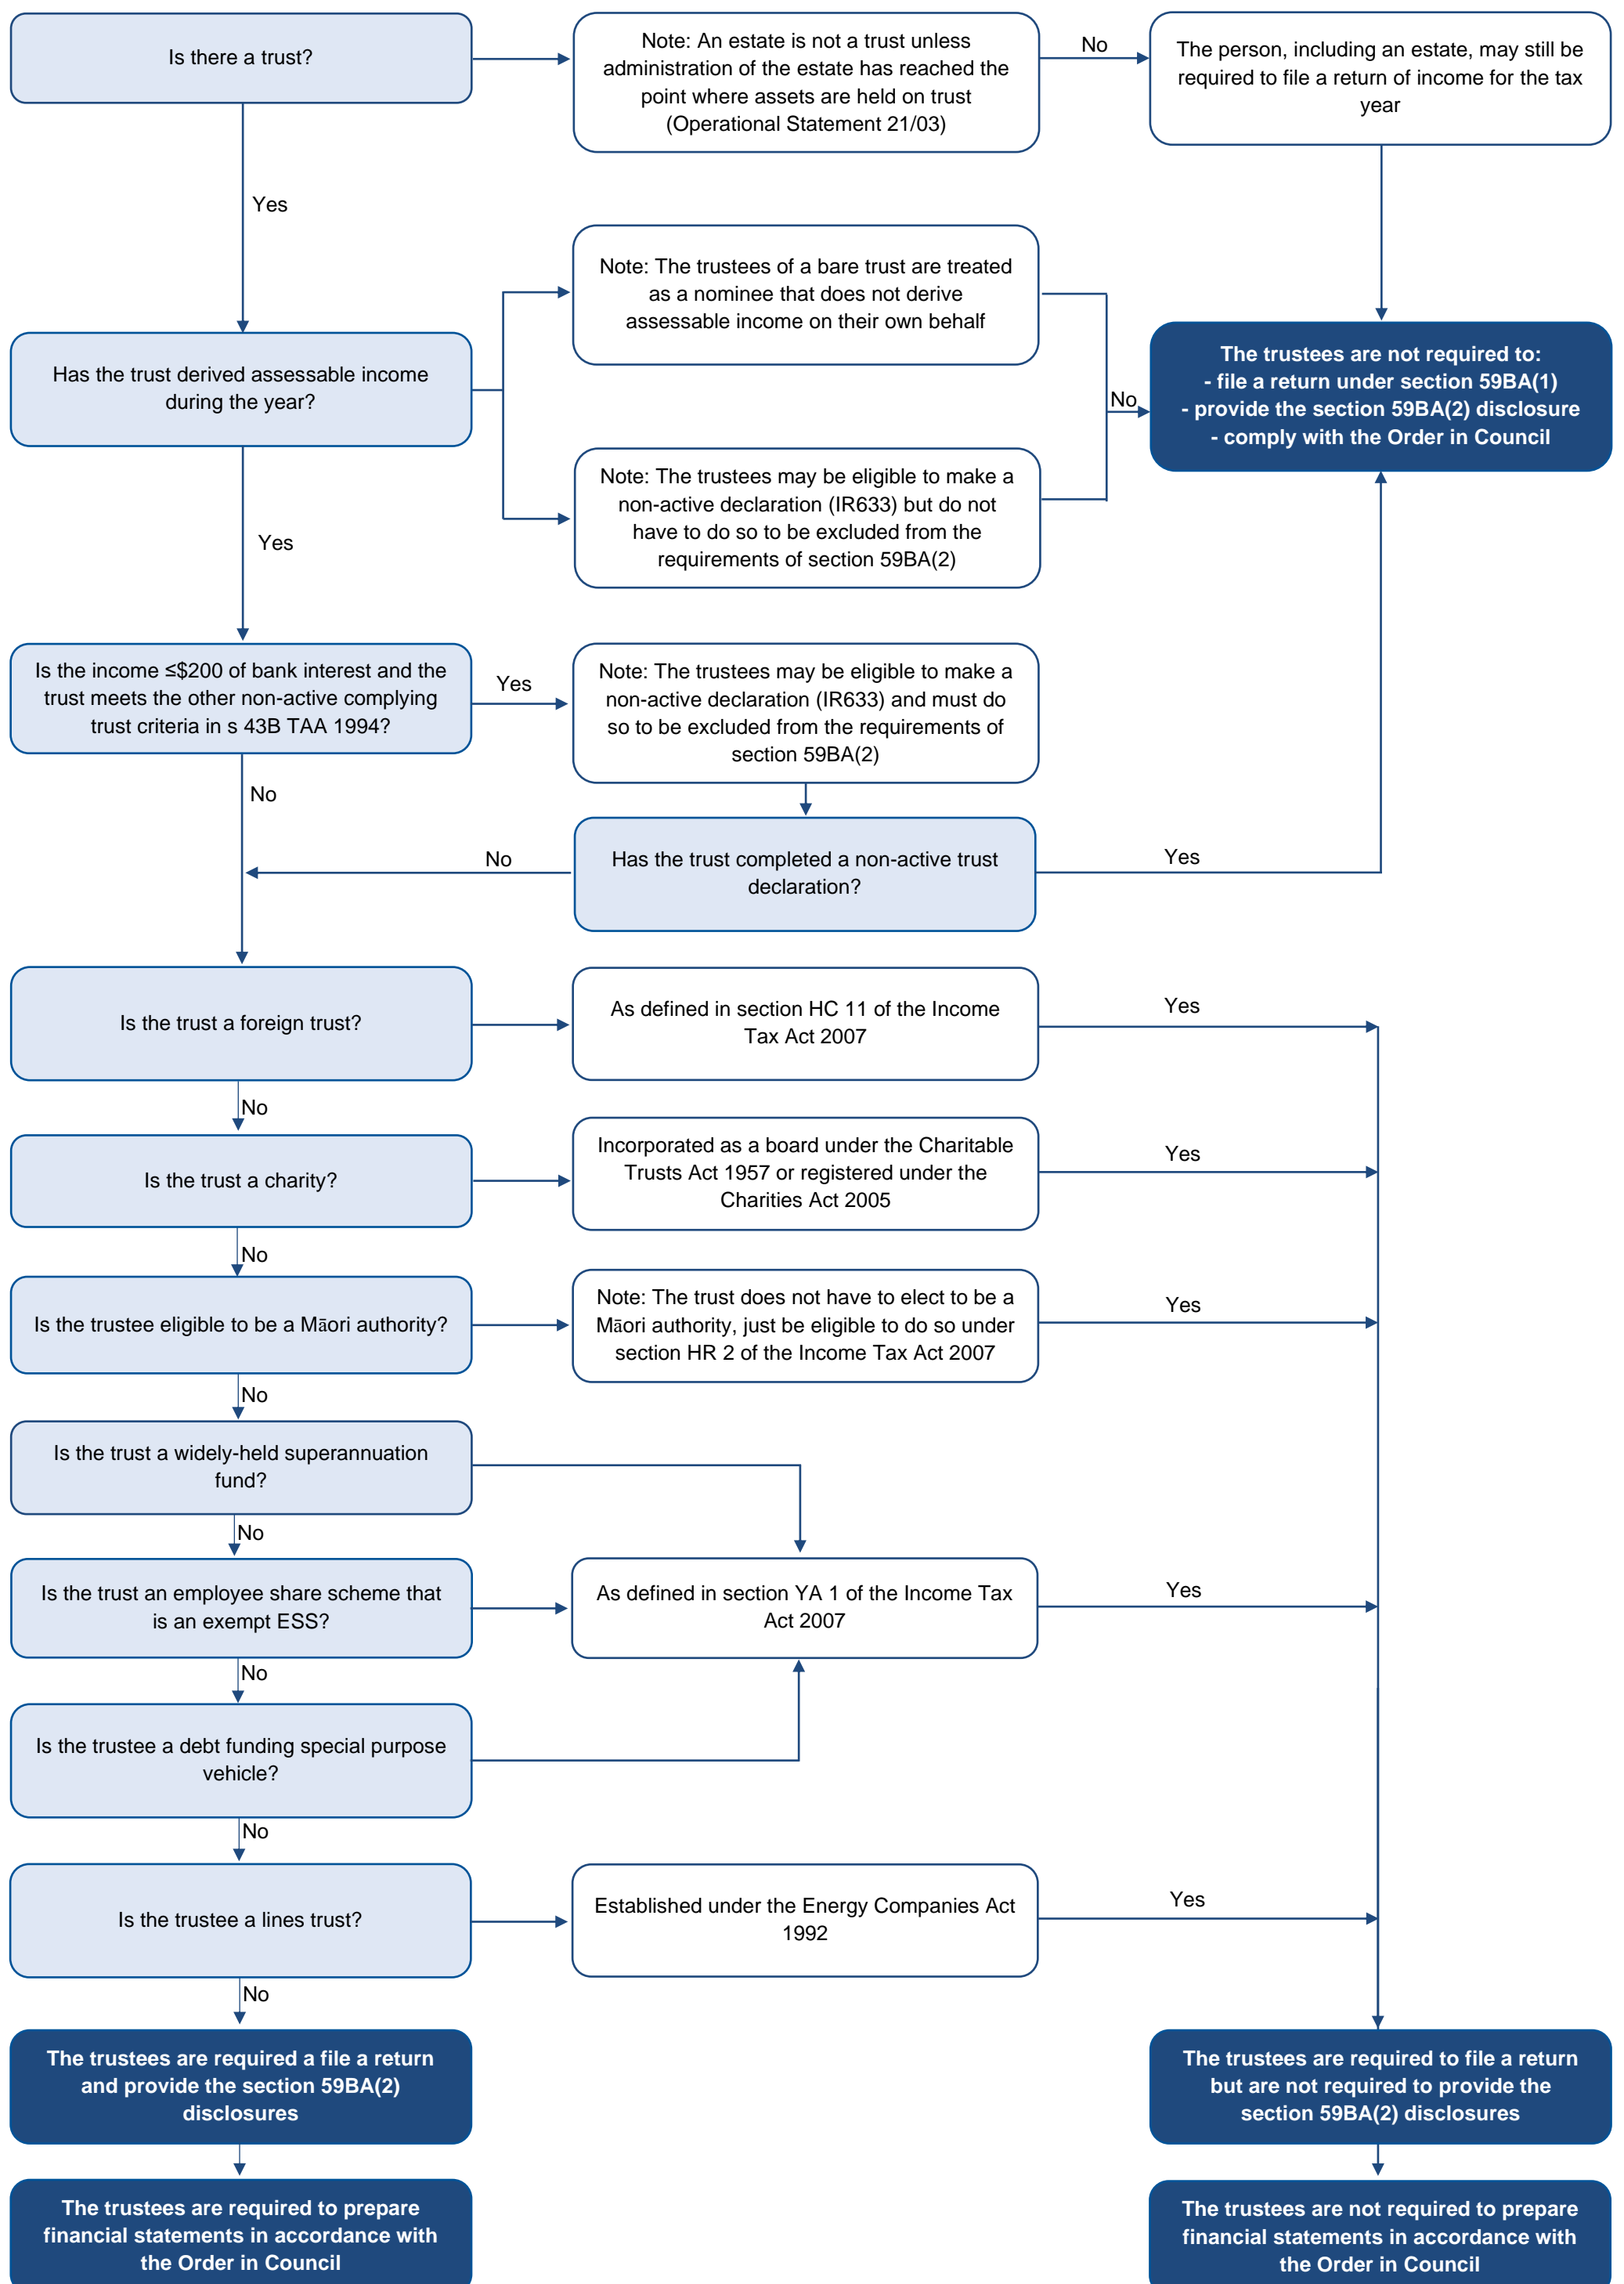 Is there a trust?
Note: An estate is not a trust unless
administration of the estate has reached the
point where assets are held on trust
(Operational Statement 21/03)
No
The person, including an estate, may still be
required to file a return of income for the tax
year
Yes
Note: The trustees of a bare trust are treated
as a nominee that does not derive
assessable income on their own behalf
Has the trust derived assessable income
during the year?
No
The trustees are not required to:
- file a return under section 59BA(1)
- provide the section 59BA(2) disclosure
- comply with the Order in Council
Note: The trustees may be eligible to make a
non-active declaration (IR633) but do not
have to do so to be excluded from the
requirements of section 59BA(2)
Yes
Is the income ≤$200 of bank interest and the
trust meets the other non-active complying
trust criteria in s 43B TAA 1994?
Yes
Note: The trustees may be eligible to make a
non-active declaration (IR633) and must do
so to be excluded from the requirements of
section 59BA(2)
No
Has the trust completed a non-active trust
declaration?
No
Yes
Is the trust a foreign trust?
As defined in section HC 11 of the Income
Tax Act 2007
Yes
No
Is the trust a charity?
Incorporated as a board under the Charitable
Trusts Act 1957 or registered under the
Charities Act 2005
Yes
No
Is the trustee eligible to be a Māori authority?
Note: The trust does not have to elect to be a
Māori authority, just be eligible to do so under
section HR 2 of the Income Tax Act 2007
Yes
No
Is the trust a widely-held superannuation
fund?
No
Is the trust an employee share scheme that
is an exempt ESS?
As defined in section YA 1 of the Income Tax
Act 2007
Yes
No
Is the trustee a debt funding special purpose
vehicle?
No
Is the trustee a lines trust?
Established under the Energy Companies Act
1992
Yes
No
The trustees are required a file a return
and provide the section 59BA(2)
disclosures
The trustees are required to file a return
but are not required to provide the
section 59BA(2) disclosures
The trustees are required to prepare
financial statements in accordance with
the Order in Council
The trustees are not required to prepare
financial statements in accordance with
the Order in Council